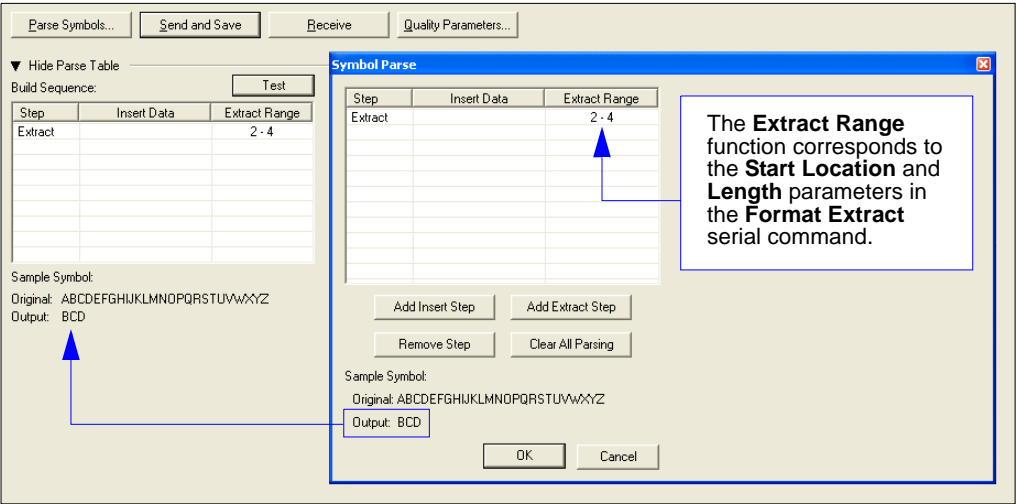 Parse Symbols... Send and Save Receive Quality Parameters...
Hide Parse Table
Build Sequence: Test
Step Insert Data Extract Range
Extract 2 - 4
Sample Symbol:
Original: ABCDEFGHIJKLMNOPQRSTUVWXYZ
Output: BCD
Symbol Parse
Step Insert Data Extract Range
Extract 2 - 4
Add Insert Step Add Extract Step
Remove Step Clear All Parsing
Sample Symbol:
Original: ABCDEFGHIJKLMNOPQRSTUVWXYZ
Output: BCD
OK Cancel
The Extract Range
function corresponds to
the Start Location and
Length parameters in
the Format Extract
serial command.